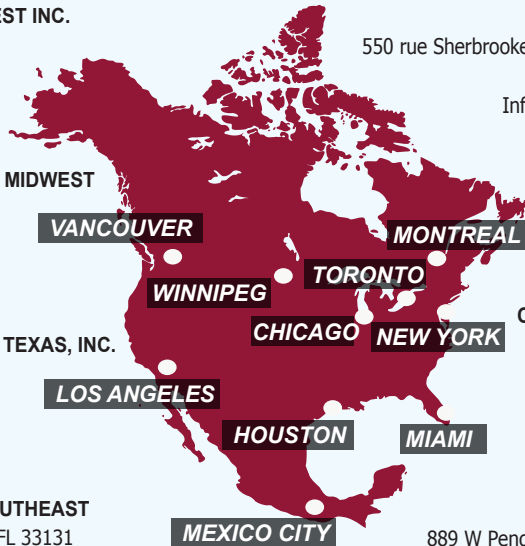 EST INC.
550 rue Sherbrooke
Inf
MIDWEST
VANCOUVER
MONTREAL
TORONTO
WINNIPEG
CHICAGO
NEW YORK
TEXAS, INC.
LOS ANGELES
HOUSTON
MIAMI
UTHEAST
FL 33131
MEXICO CITY
889 W Pend